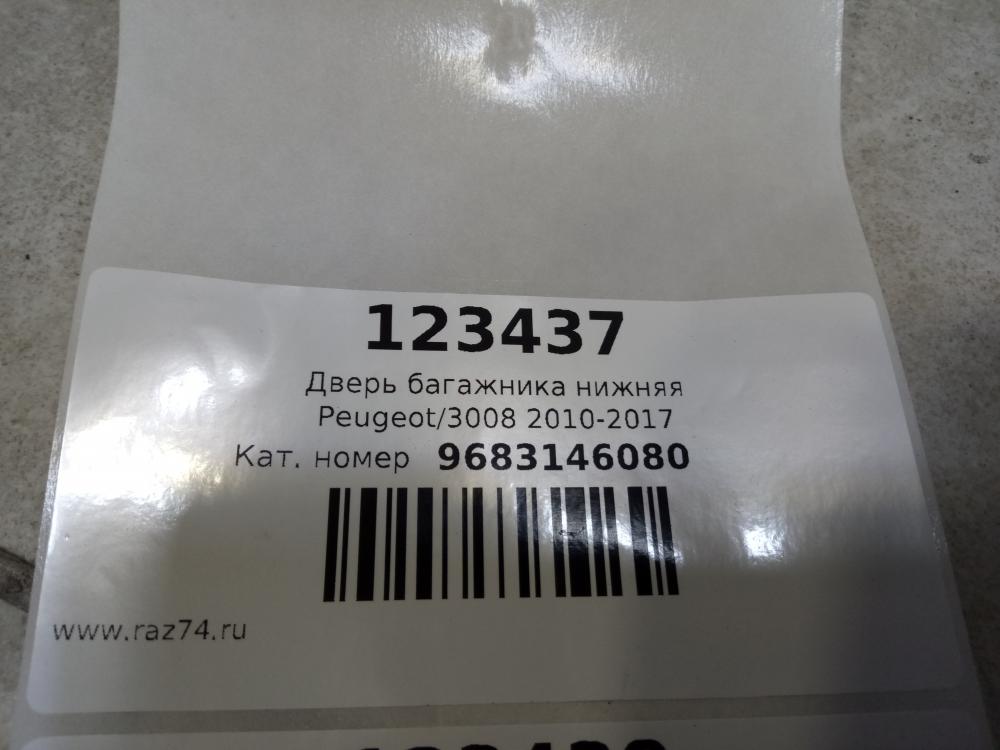 123437
Дверь багажника нижняя
Peugeot/3008 2010-2017
Кат. номер 9683146080
www.raz74.ru